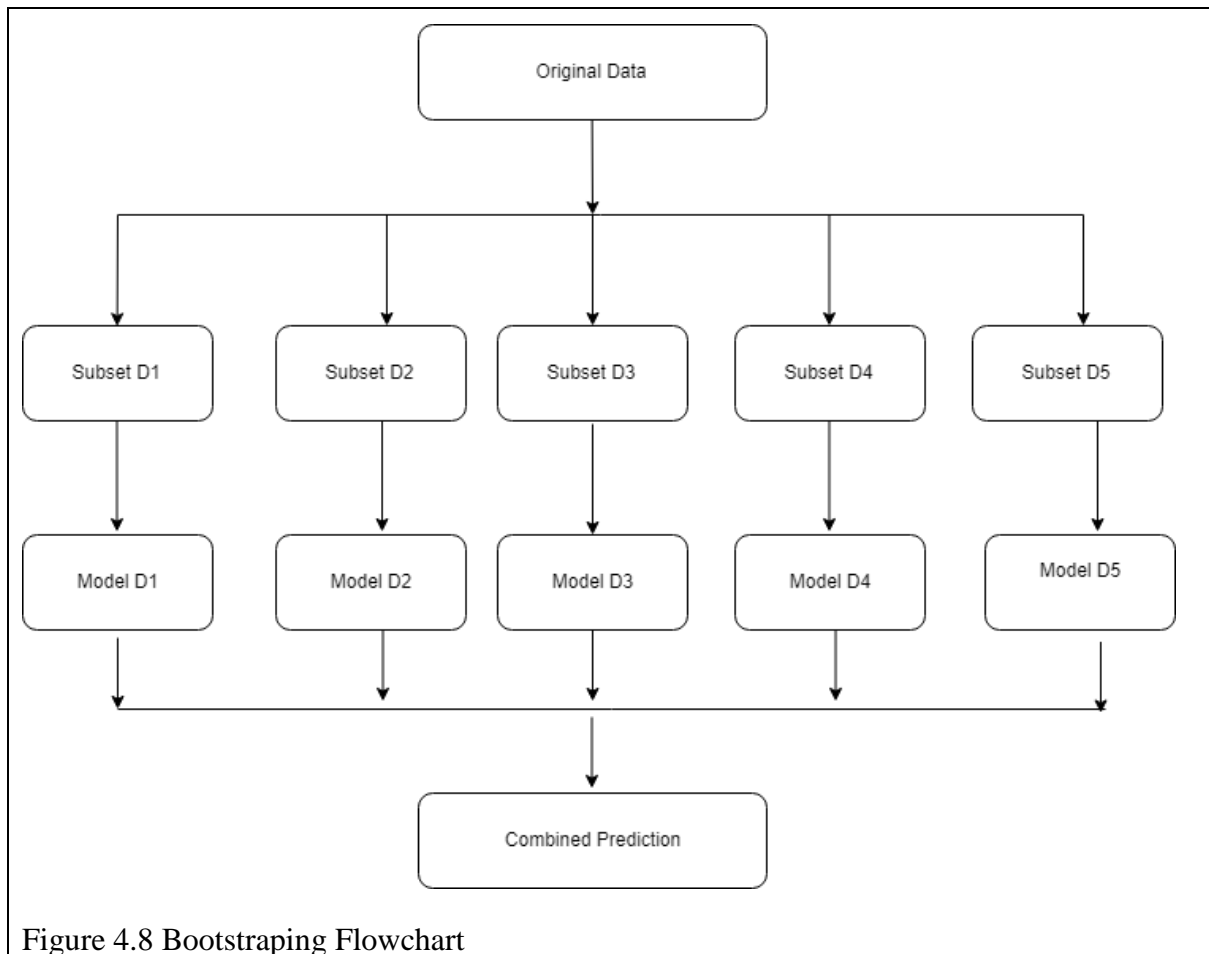 Original Data
Subset D1
Subset D2
Subset D3
Subset D4
Subset D5
Model D1
Model D2
Model D3
Model D4
Model D5
Combined Prediction
Figure 4.8 Bootstraping Flowchart